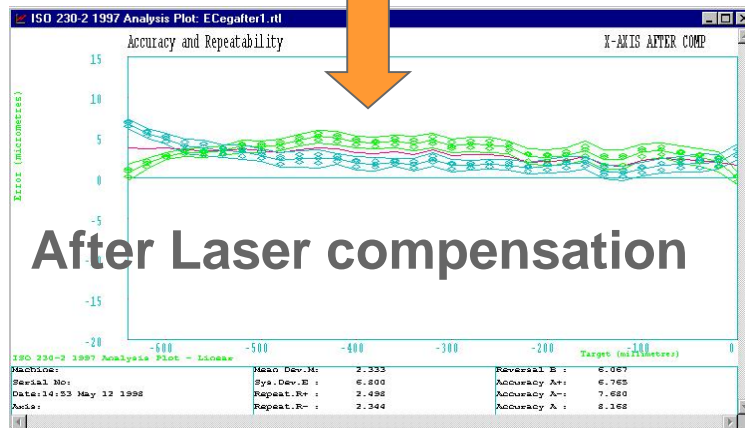 ISO 230-2 1997 Analysis Plot: ECegafter1.rtl
Accuracy and Repeatability
X-AXIS AFTER COMP
15
10
5
0
-5
-15
-20
Error (micrometres)
After Laser compensation
-600 -500 -400 -300 -200 -100 0
ISO 230-2 1997 Analysis Plot - Linear
Target (millimetres)
Machine: Mean Dev.M: 2.333 Reversal B : 6.067
Serial No: Sys.Dev.E : 6.800 Accuracy A+: 6.765
Date:14:53 May 12 1998 Repeat.R+ : 2.498 Accuracy A-: 7.680
Axis: Repeat.R- : 2.344 Accuracy A : 8.168